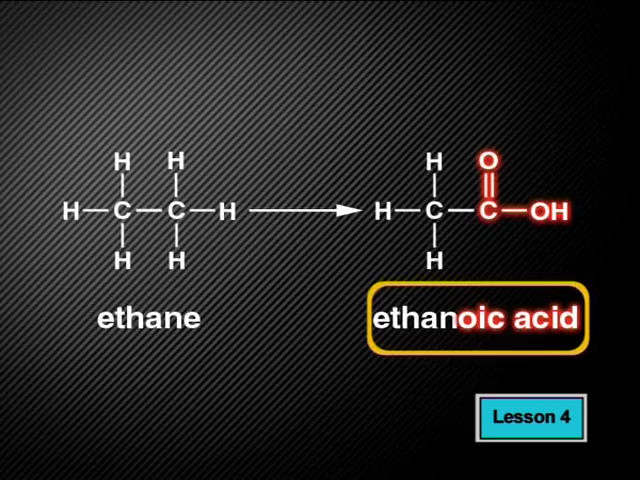 H H H O
H C C H H C C OH
H H H
ethane ethanoic acid
Lesson 4